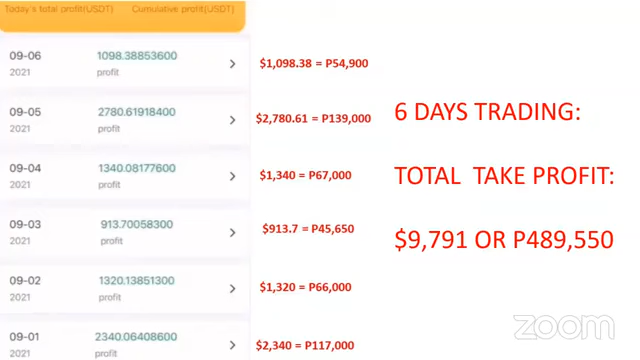 Today's total profit(USDT) Cumulative profit(USDT)
09-06 1098.38853600 > $1,098.38 = P54,900
2021 profit
09-05 2780.61918400 > $2,780.61 = P139,000
2021 profit
6 DAYS TRADING:
09-04 1340.08177600 > $1,340 = P67,000
2021 profit
TOTAL TAKE PROFIT:
09-03 913.70058300 > $913.7 = P45,650
2021 profit
$9,791 OR P489,550
09-02 1320.13851300 > $1,320 = P66,000
2021 profit
09-01 2340.06408600 > $2,340 = P117,000
2021 profit
zoom